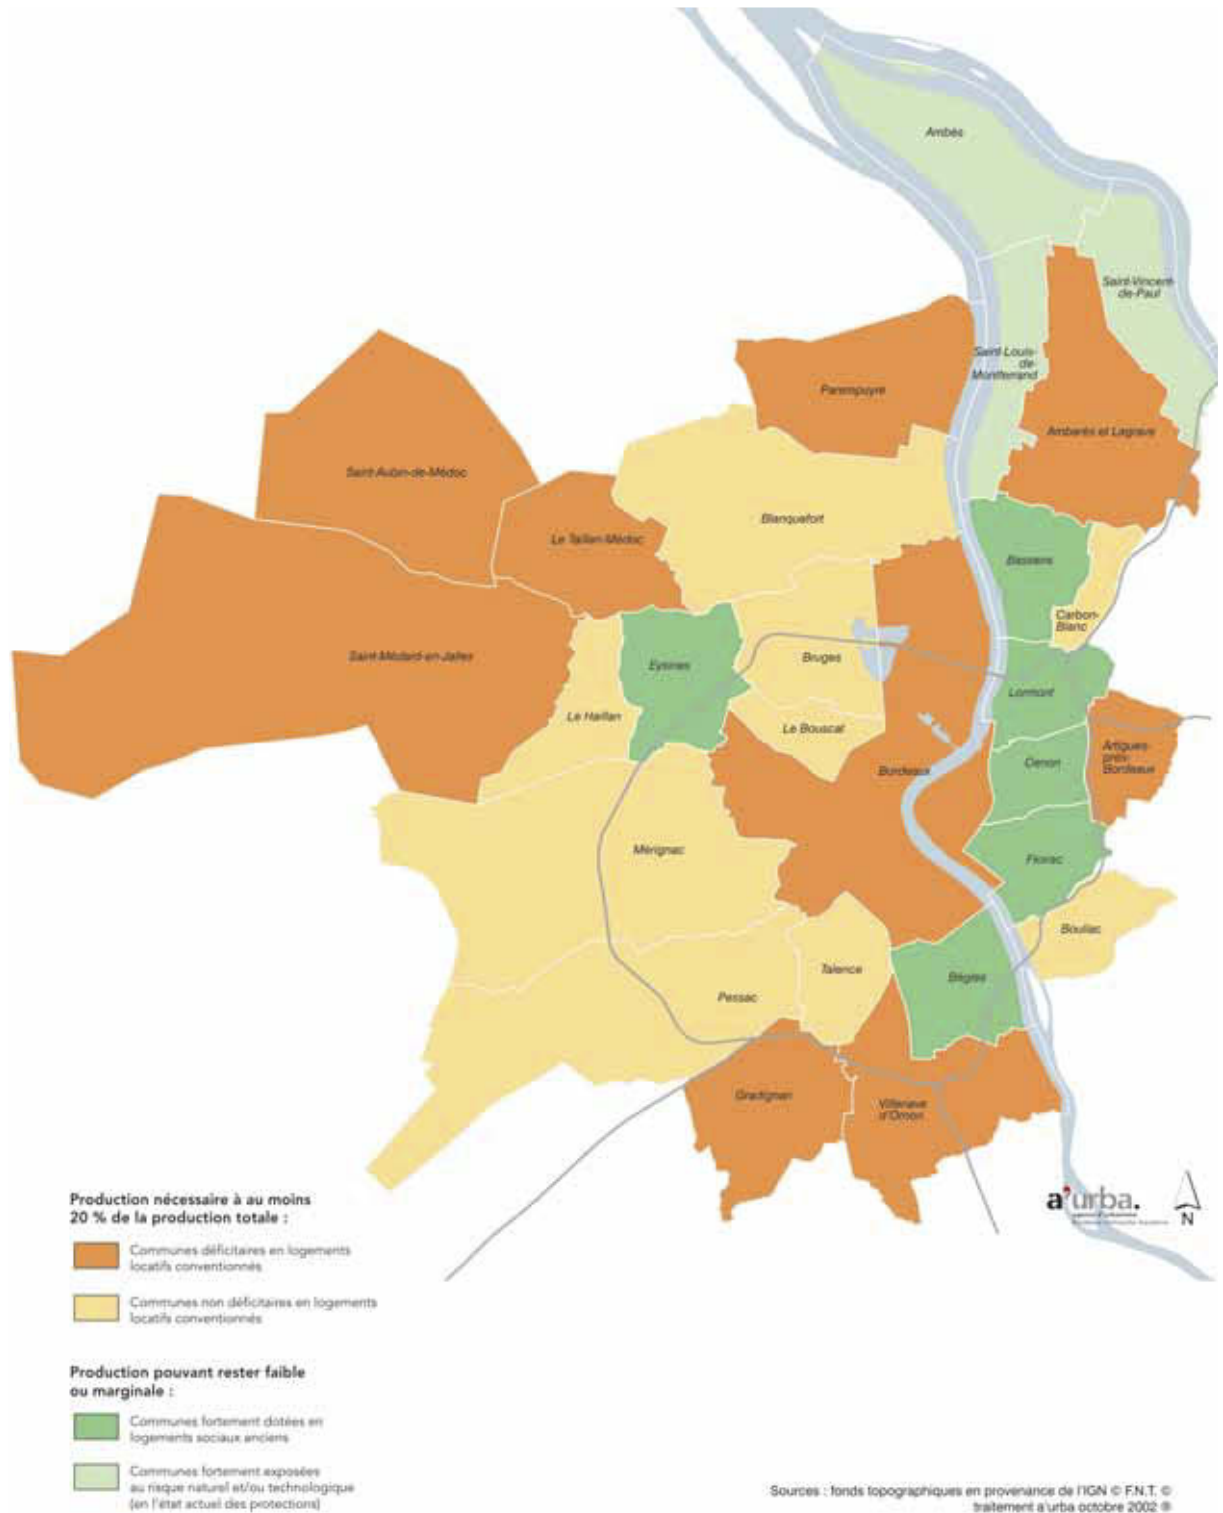 Ambès
Saint-Vincent-
de-Paul
Saint-Louis-
de-
Montferrand
Parempuyre
Ambarès et Lagrave
Saint-Aubin-de-Médoc
Blanquefort
Le Taillan-Médoc
Bassens
Carbon-
Blanc
Saint-Médard-en-Jalles
Eysines
Bruges
Lormont
Le Haillan
Le Bouscat
Artigues-
près-
Bordeaux
Cenon
Bordeaux
Mérignac
Floirac
Bouliac
Talence
Bègles
Pessac
Gradignan
Villenave
d'Ornon
Production nécessaire à au moins
20 % de la production totale :
Communes déficitaires en logements
locatifs conventionnés
Communes non déficitaires en logements
locatifs conventionnés
Production pouvant rester faible
ou marginale :
Communes fortement dotées en
logements sociaux anciens
Communes fortement exposées
au risque naturel et/ou technologique
(en l'état actuel des protections)
a'urba.
N
Sources : fonds topographiques en provenance de l'IGN © F.N.T. ©
traitement a'urba octobre 2002 ®